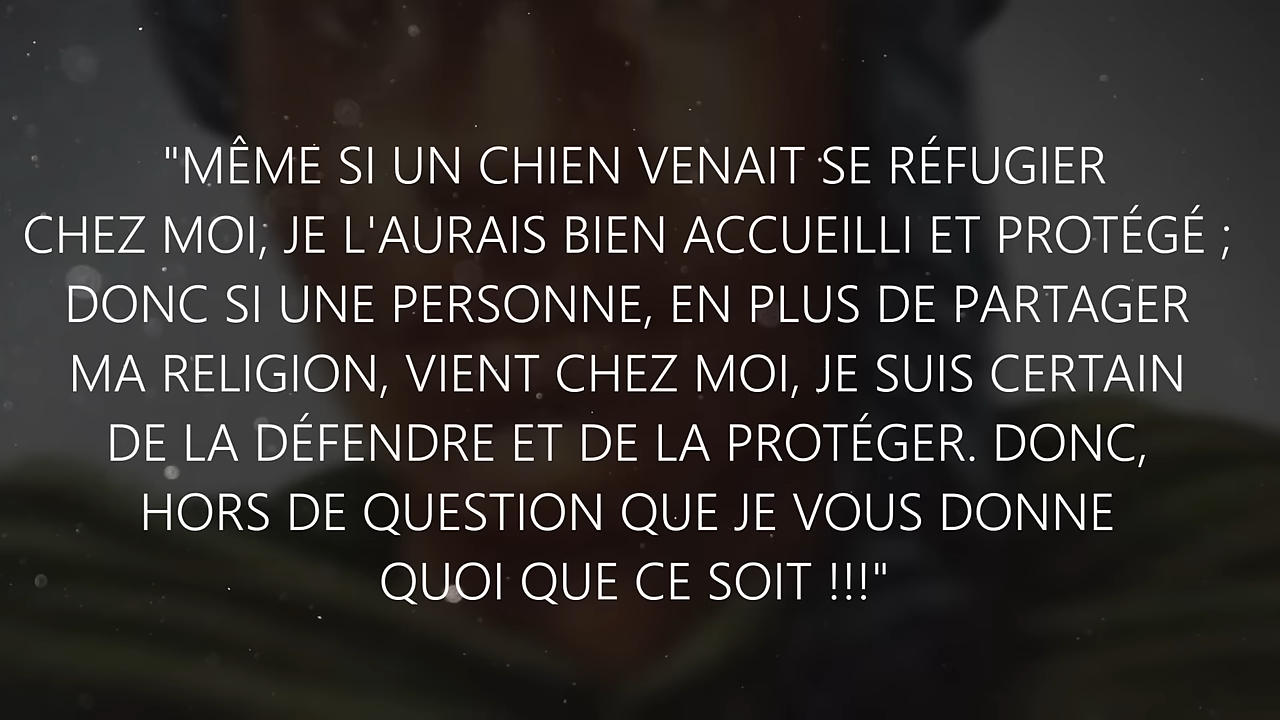 "MÊME SI UN CHIEN VENAIT SE RÉFUGIER
CHEZ MOI, JE L'AURAIS BIEN ACCUEILLI ET PROTÉGÉ ;
DONC SI UNE PERSONNE, EN PLUS DE PARTAGER
MA RELIGION, VIENT CHEZ MOI, JE SUIS CERTAIN
DE LA DÉFENDRE ET DE LA PROTÉGER. DONC,
HORS DE QUESTION QUE JE VOUS DONNE
QUOI QUE CE SOIT !!!"